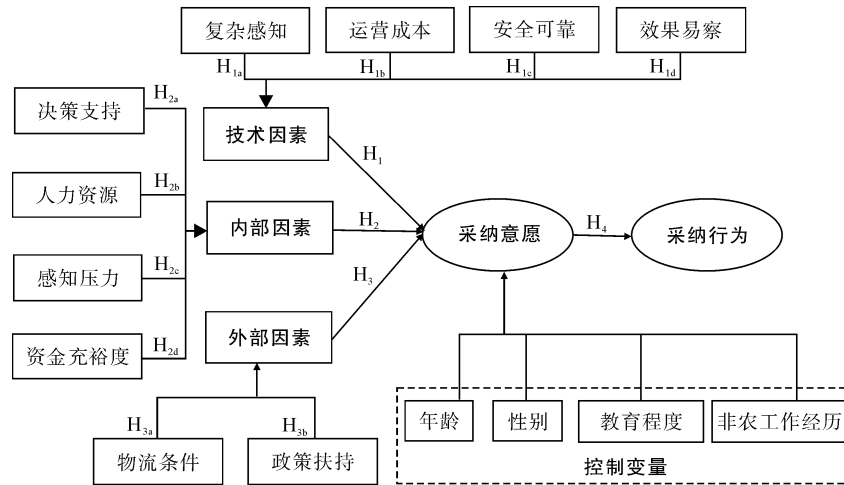 复杂感知
运营成本
安全可靠
效果易察
H1a
H1b
H1c
H1d
决策支持
H2a
技术因素
H1
人力资源
H2b
内部因素
H2
采纳意愿
H4
采纳行为
感知压力
H2c
H3
资金充裕度
H2d
外部因素
H3a
H3b
物流条件
政策扶持
年龄
性别
教育程度
非农工作经历
控制变量